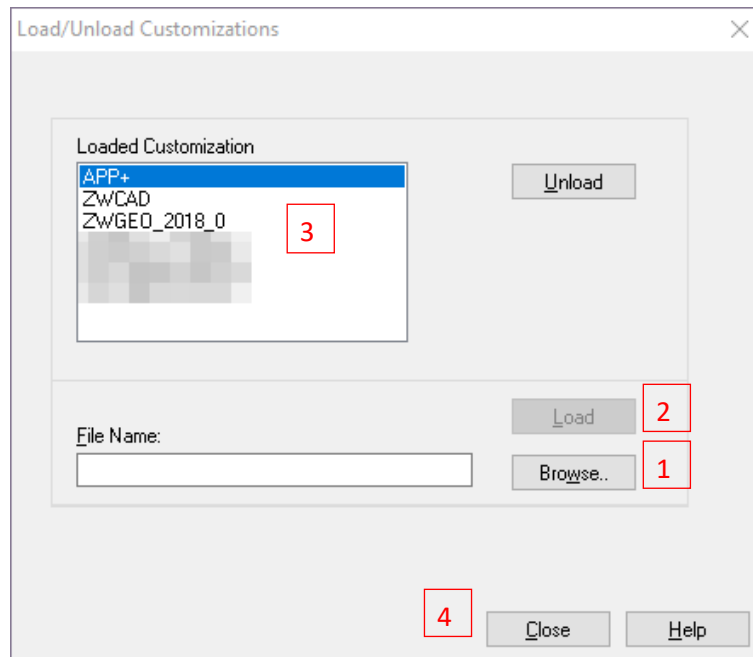 Load/Unload Customizations
Loaded Customization
APP+
ZWCAD
ZWGEO_2018_0
3
Unload
Load
2
File Name:
Browse..
1
4
Close
Help